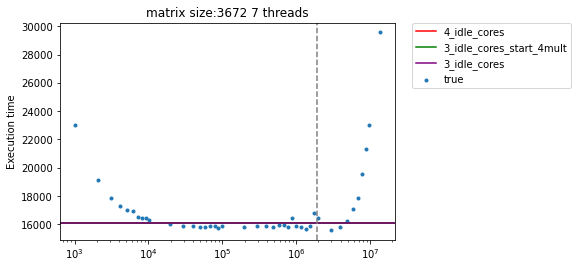 matrix size:3672 7 threads
30000
28000
26000
24000
22000
20000
18000
16000
Execution time
10³
10⁴
10⁵
10⁶
10⁷
4_idle_cores
3_idle_cores_start_4mult
3_idle_cores
true